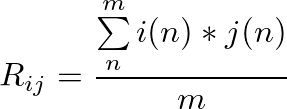 R_{ij} = \frac{\sum_{n}^{m} i(n) * j(n)}{m}